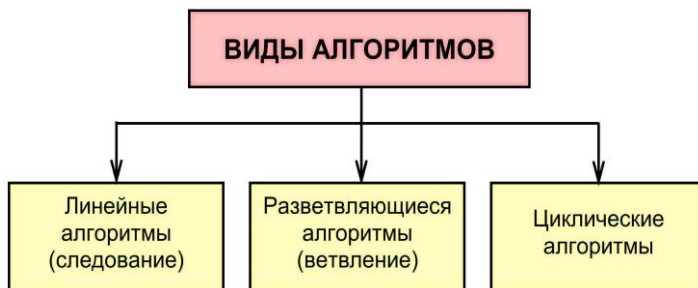 ВИДЫ АЛГОРИТМОВ
Линейные
алгоритмы
(следование)
Разветвляющиеся
алгоритмы
(ветвление)
Циклические
алгоритмы